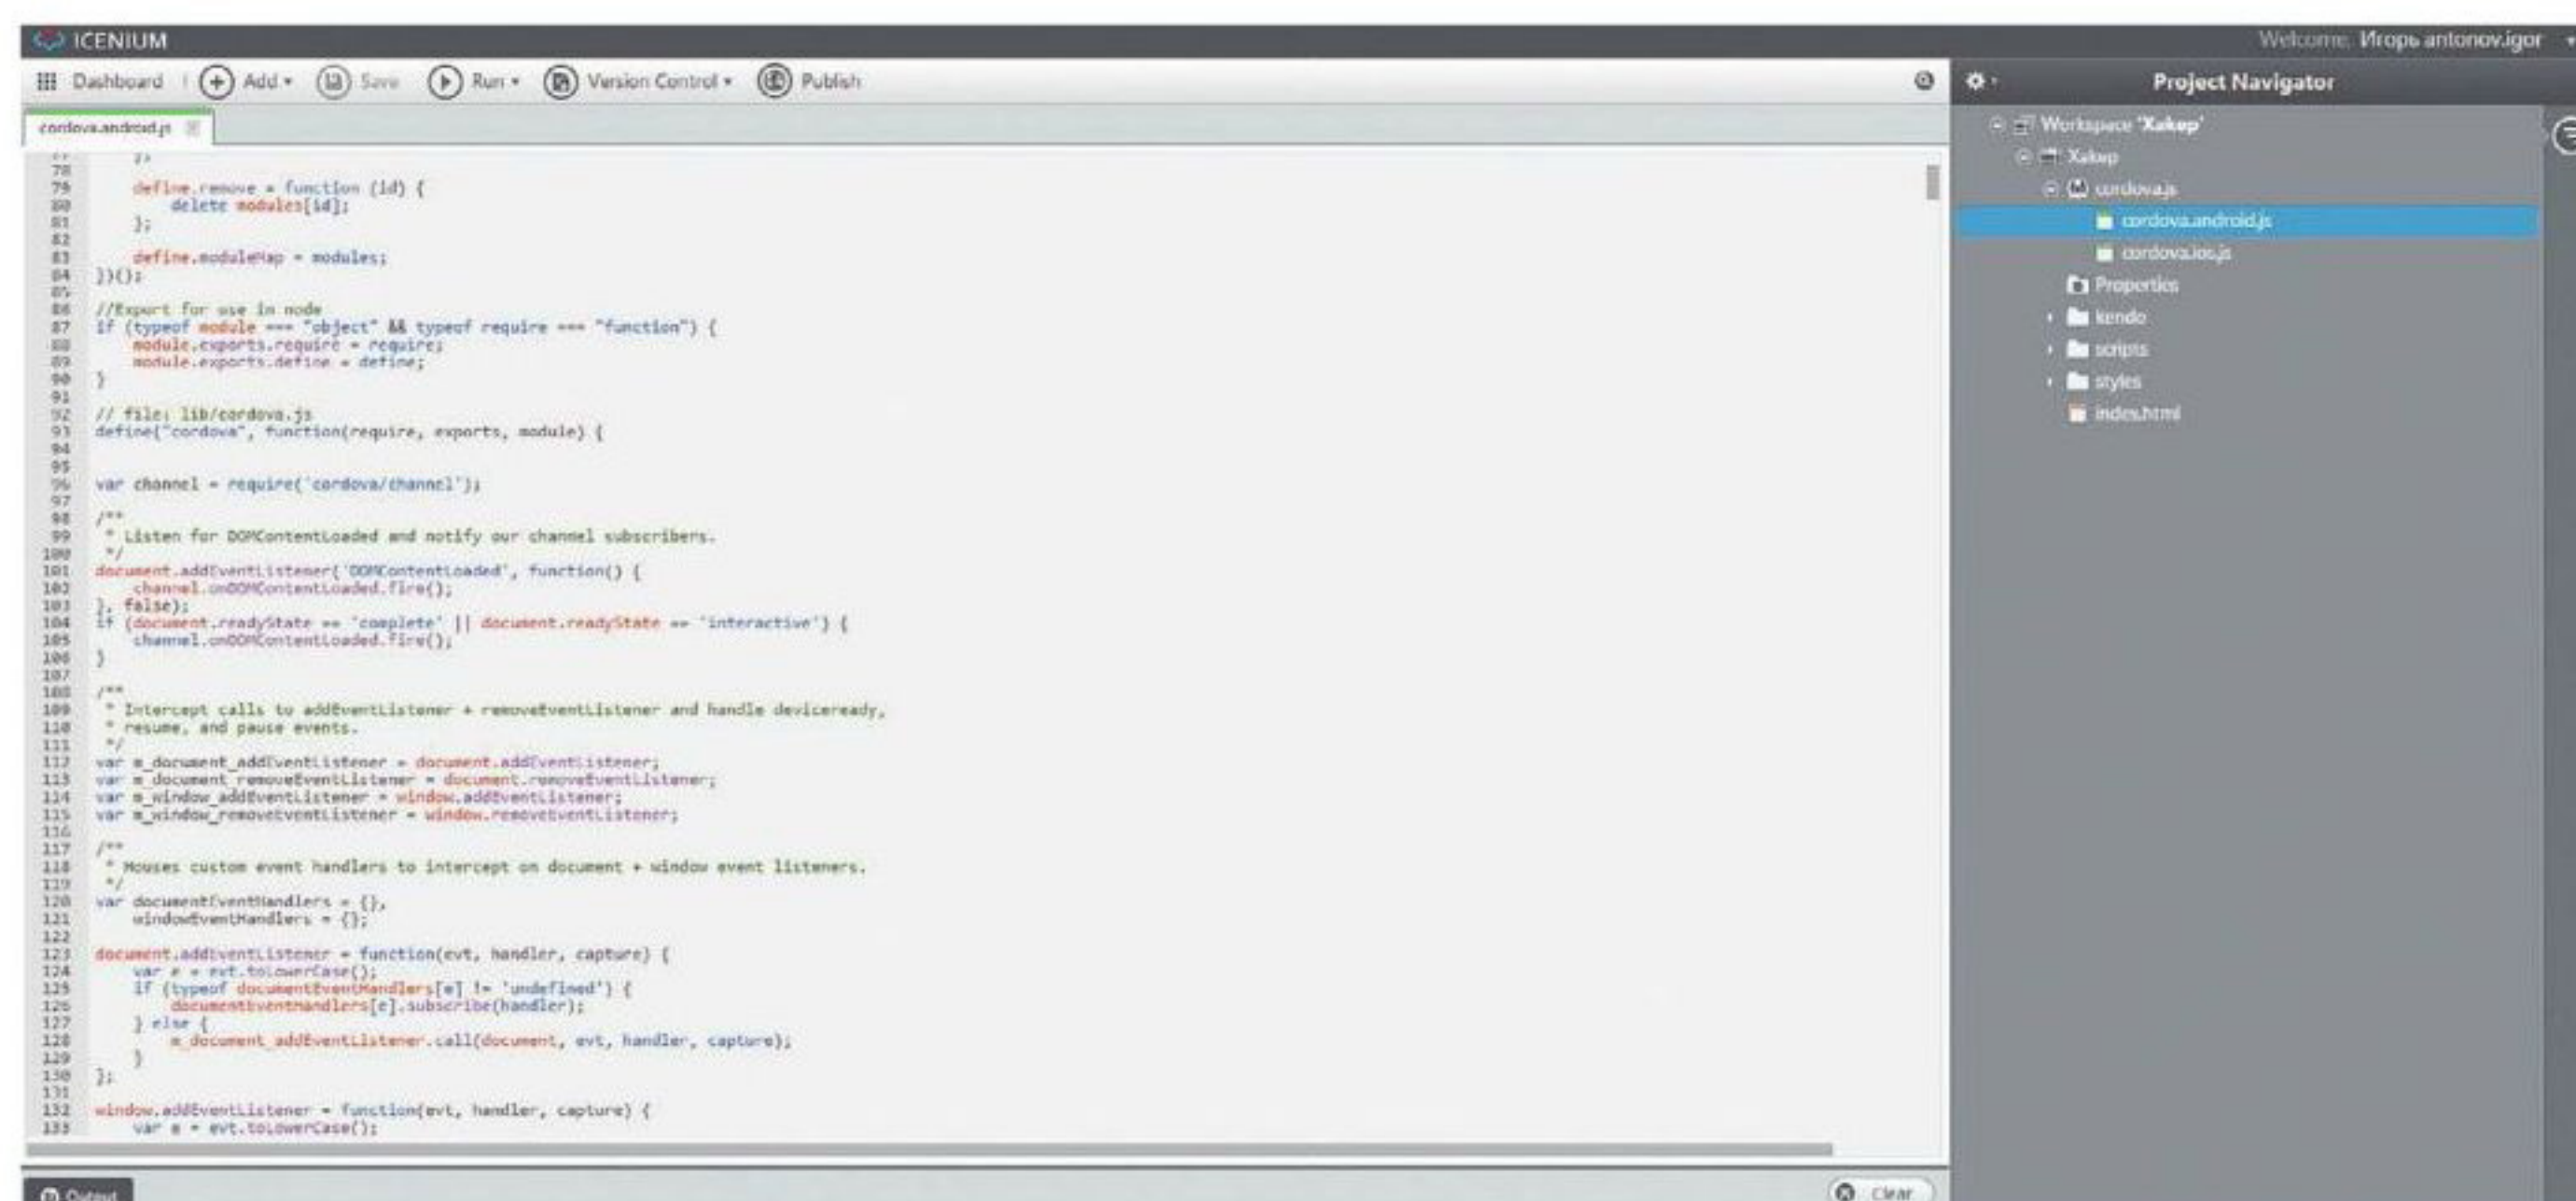 ICENIUM
Welcome, Игорь antonov.igor
Dashboard Add Save Run Version Control Publish
Project Navigator
cordova.android.js
Workspace 'Xakep'
Xakep
cordova.js
cordova.android.js
cordova.ios.js
Properties
kendo
scripts
styles
index.html
77 };
78
79 define.remove = function (id) {
80 delete modules[id];
81 };
82
83 define.moduleMap = modules;
84 })();
85
86 //Export for use in node
87 if (typeof module === "object" && typeof require === "function") {
88 module.exports.require = require;
89 module.exports.define = define;
90 }
91
92 // file: lib/cordova.js
93 define("cordova", function(require, exports, module) {
94
95
96 var channel = require('cordova/channel');
97
98 /**
99 * Listen for DOMContentLoaded and notify our channel subscribers.
100 */
101 document.addEventListener('DOMContentLoaded', function() {
102 channel.onDOMContentLoaded.fire();
103 }, false);
104 if (document.readyState == 'complete' || document.readyState == 'interactive') {
105 channel.onDOMContentLoaded.fire();
106 }
107
108 /**
109 * Intercept calls to addEventListener + removeEventListener and handle deviceready,
110 * resume, and pause events.
111 */
112 var m_document_addEventListener = document.addEventListener;
113 var m_document_removeEventListener = document.removeEventListener;
114 var m_window_addEventListener = window.addEventListener;
115 var m_window_removeEventListener = window.removeEventListener;
116
117 /**
118 * Houses custom event handlers to intercept on document + window event listeners.
119 */
120 var documentEventHandlers = {},
121 windowEventHandlers = {};
122
123 document.addEventListener = function(evt, handler, capture) {
124 var e = evt.toLowerCase();
125 if (typeof documentEventHandlers[e] != 'undefined') {
126 documentEventHandlers[e].subscribe(handler);
127 } else {
128 m_document_addEventListener.call(document, evt, handler, capture);
129 }
130 };
131
132 window.addEventListener = function(evt, handler, capture) {
133 var e = evt.toLowerCase();
Output
Clear